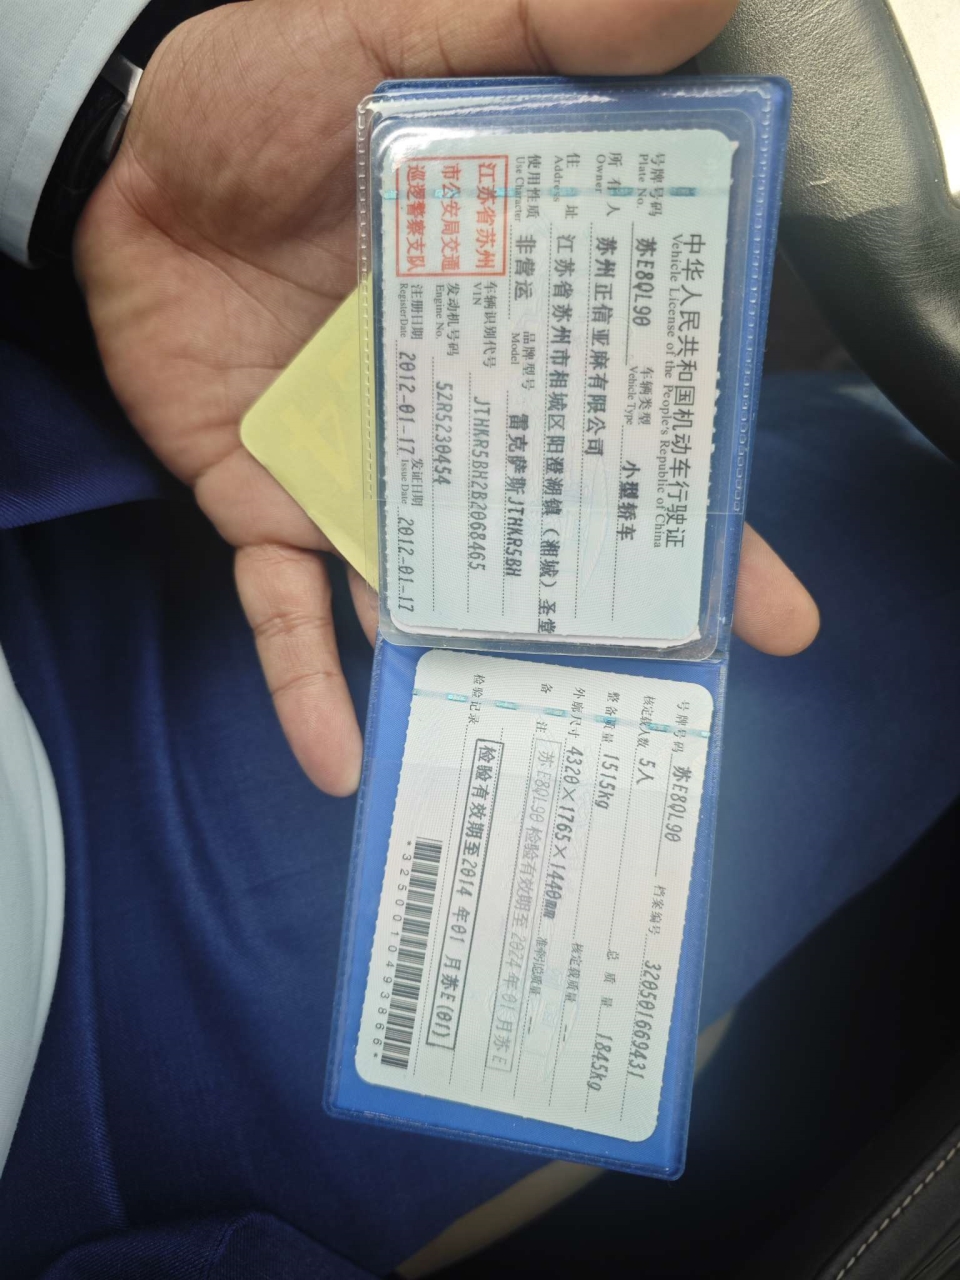 中华人民共和国机动车行驶证
Vehicle License of the People's Republic of China
号牌号码 苏E8QL90 车辆类型 小型轿车
Plate No. Vehicle Type
所有人 苏州正信亚麻有限公司
Owner
住址 江苏省苏州市相城区阳澄湖镇（湘城）圣堂
Address
使用性质 非营运 品牌型号 雷克萨斯JTHKR5BH
Use Character Model
江苏省苏州
市公安局交通
巡逻警察支队
车辆识别代号 JTHKR5BH2B2068465
VIN
发动机号码 5ZR5230454
Engine No.
注册日期 2012-01-17 发证日期 2012-01-17
Register Date Issue Date
号牌号码 苏E8QL90 档案编号 320501669431
核定载人数 5人 总质量 1845kg
整备质量 1515kg 核定载质量 --
外廓尺寸 4320×1765×1440mm 准牵引总质量 --
备注 苏E8QL90 检验有效期至2024年01月苏E
检验记录
检验有效期至2014年01月苏E(01)
*3250010493866*